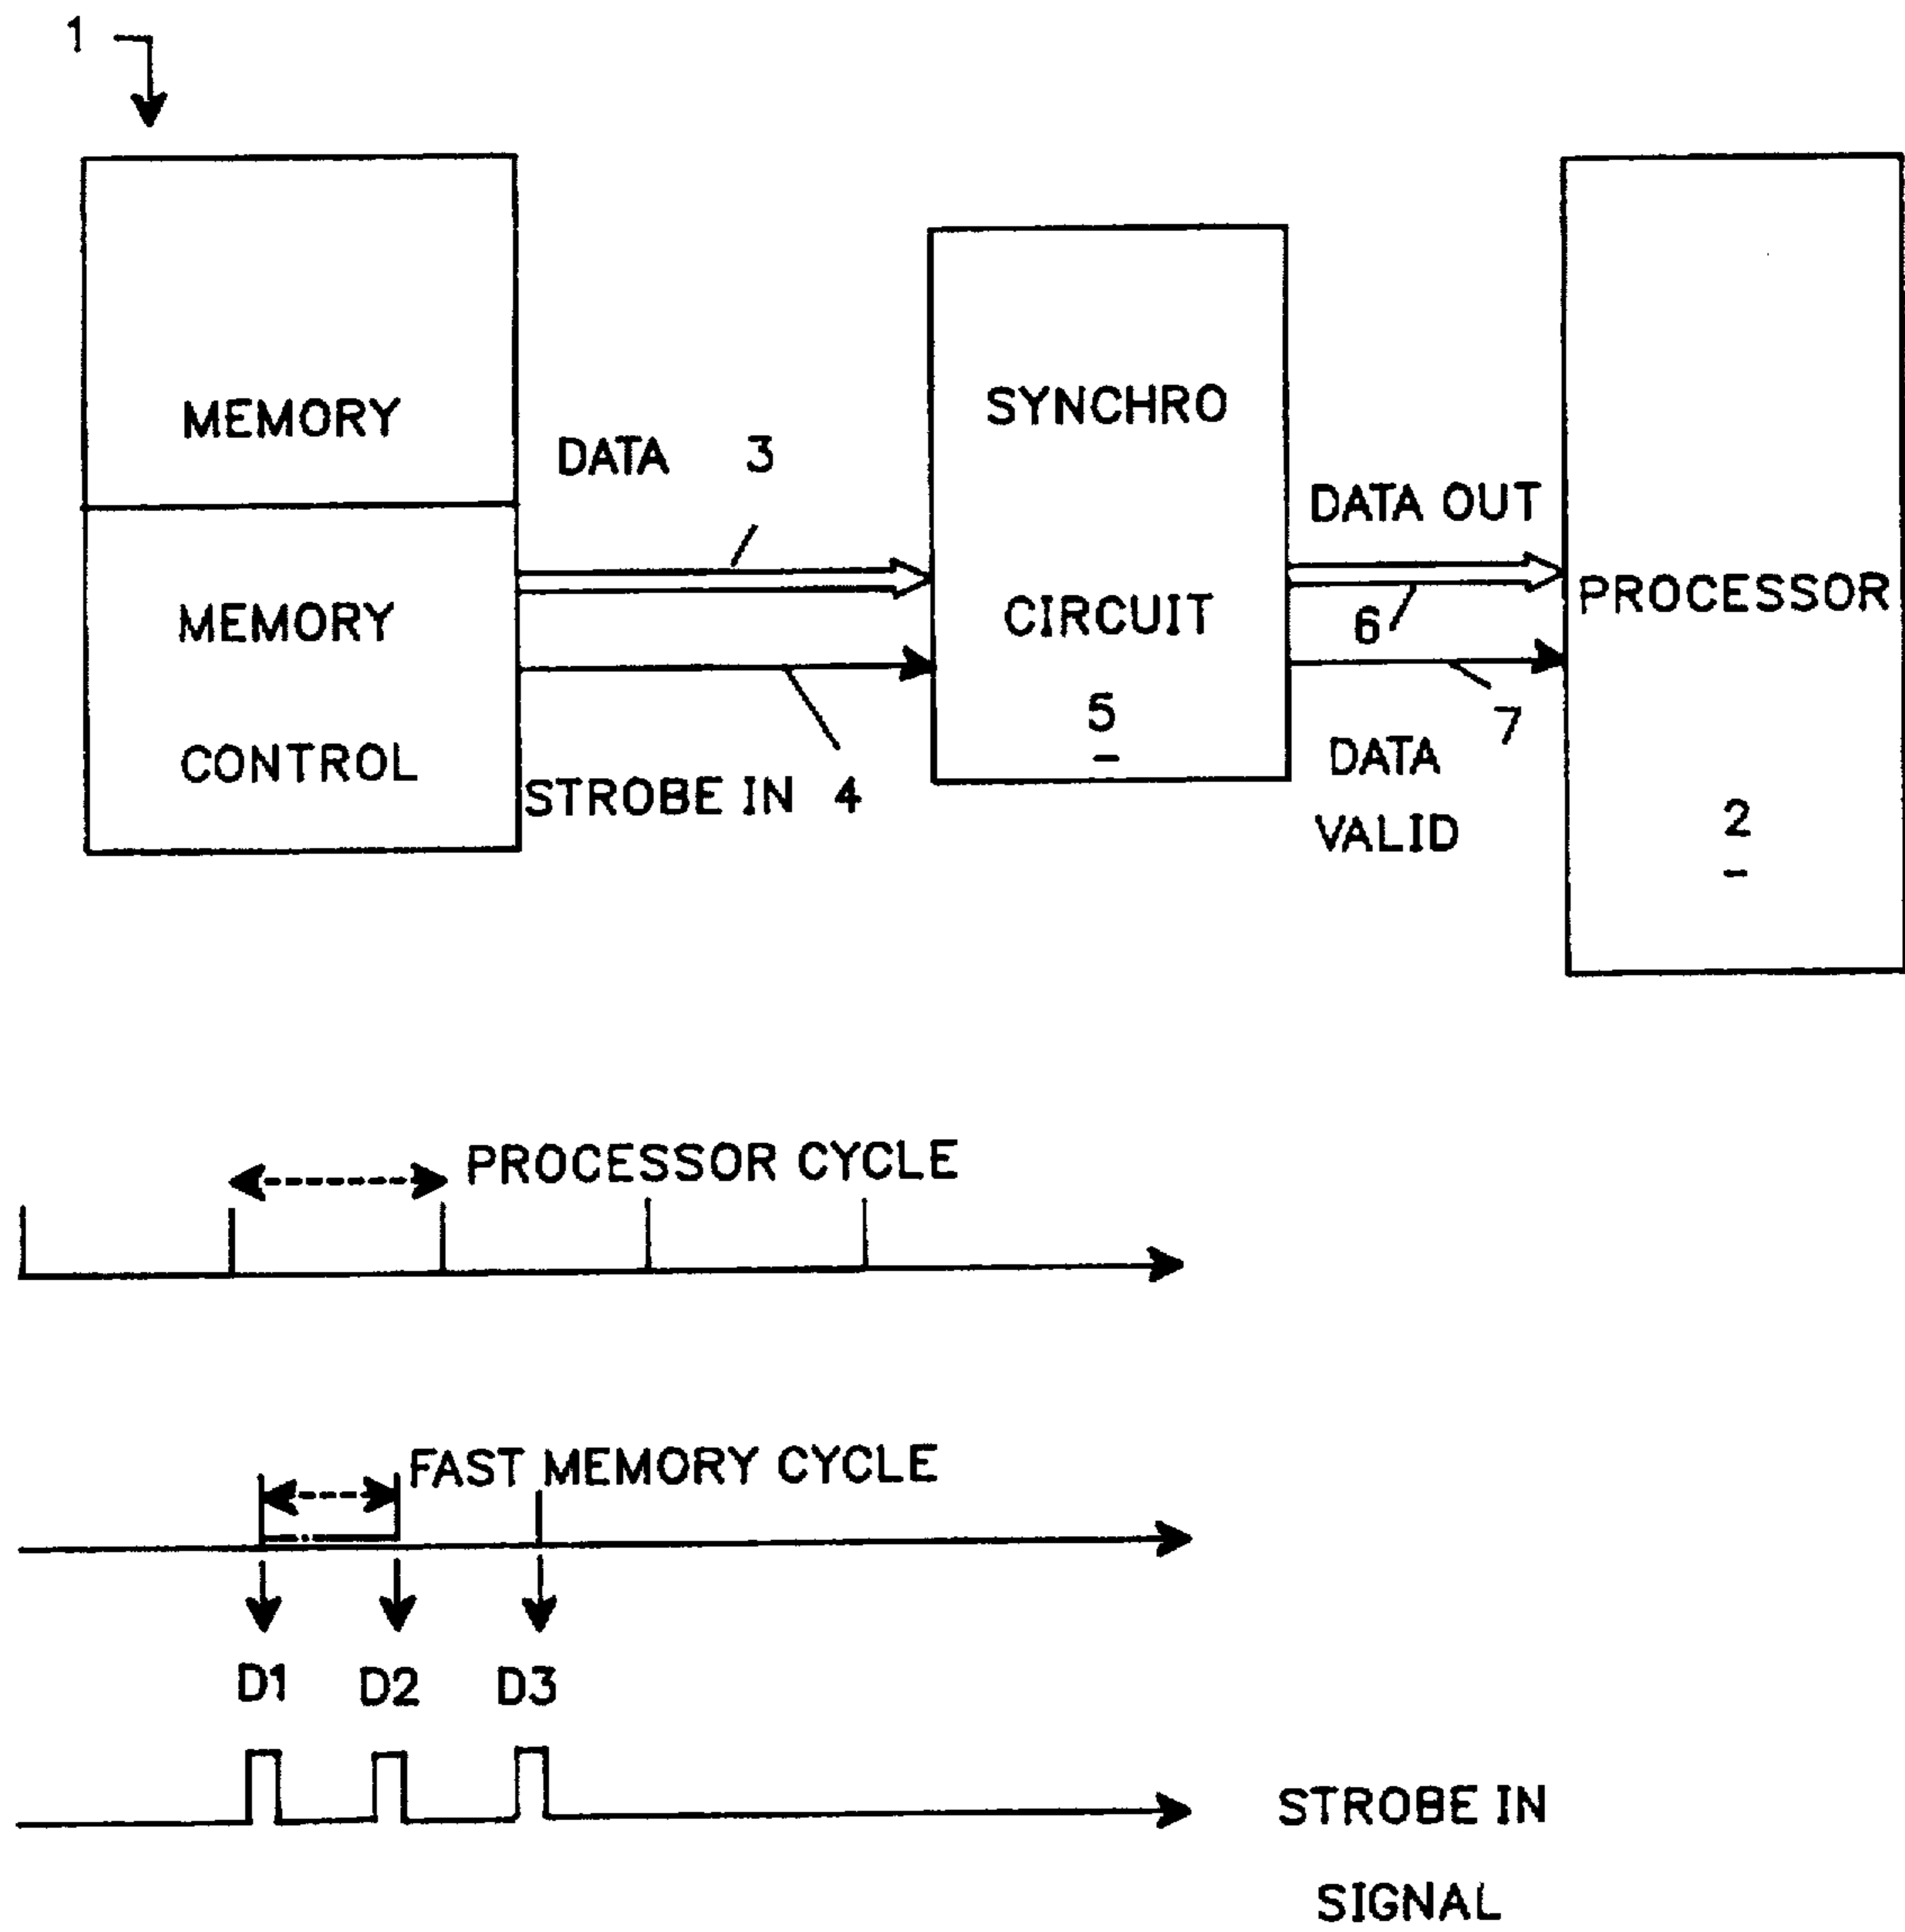 1
MEMORY
MEMORY
CONTROL
DATA 3
STROBE IN 4
SYNCHRO
CIRCUIT
5
DATA OUT
6
7
DATA
VALID
PROCESSOR
2
PROCESSOR CYCLE
FAST MEMORY CYCLE
D1 D2 D3
STROBE IN
SIGNAL